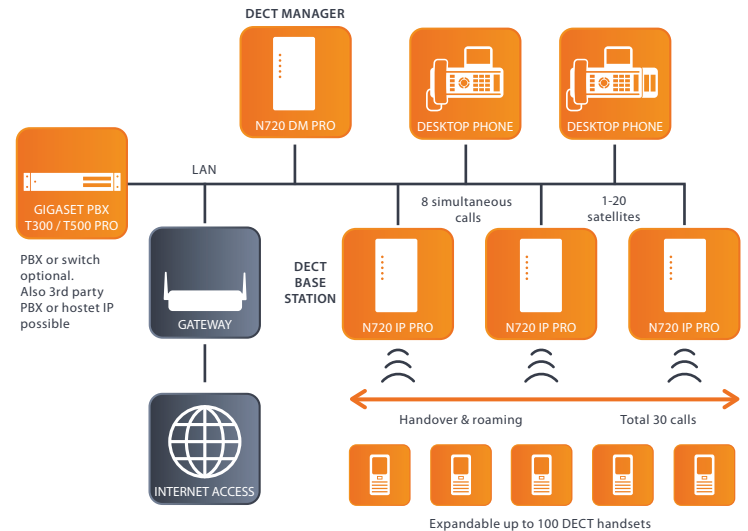 DECT MANAGER
N720 DM PRO
DESKTOP PHONE
DESKTOP PHONE
LAN
GIGASET PBX
T300 / T500 PRO
8 simultaneous
calls
1-20
satellites
PBX or switch
optional.
Also 3rd party
PBX or hostet IP
possible
GATEWAY
DECT
BASE
STATION
N720 IP PRO
N720 IP PRO
N720 IP PRO
Handover & roaming
Total 30 calls
INTERNET ACCESS
Expandable up to 100 DECT handsets